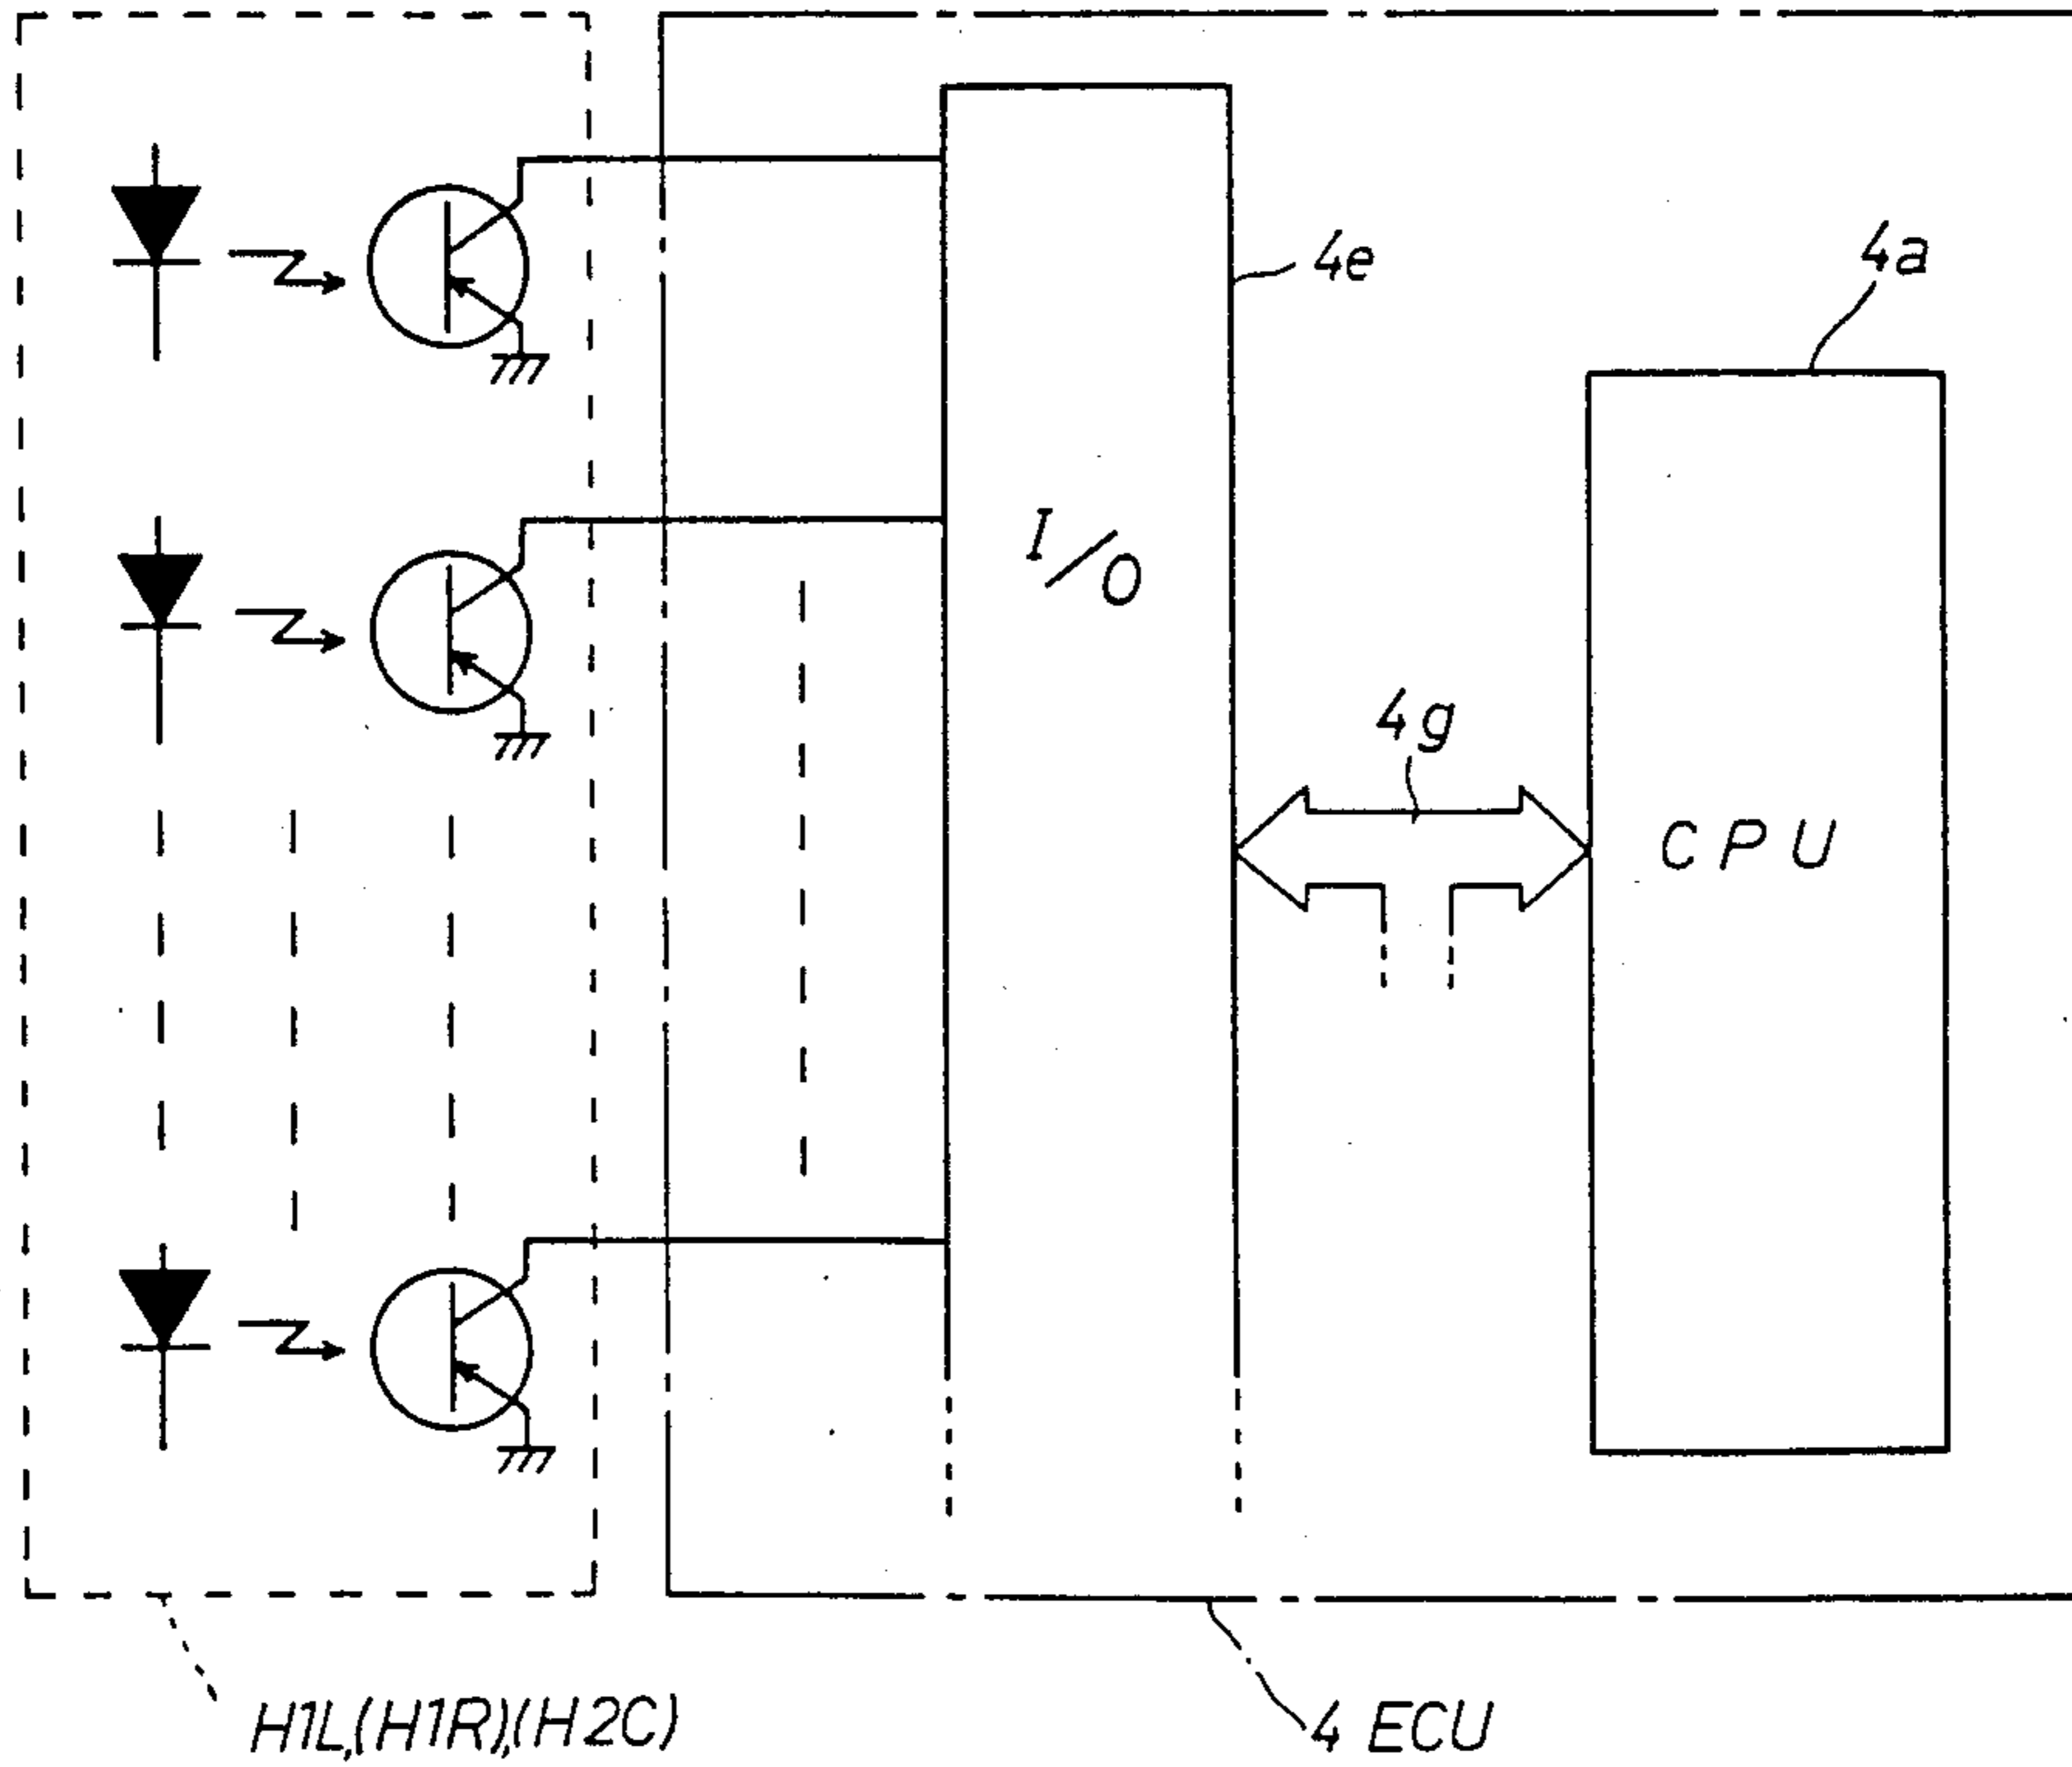 4e
4a
I/O
4g
CPU
H1L,(H1R),(H2C)
4 ECU